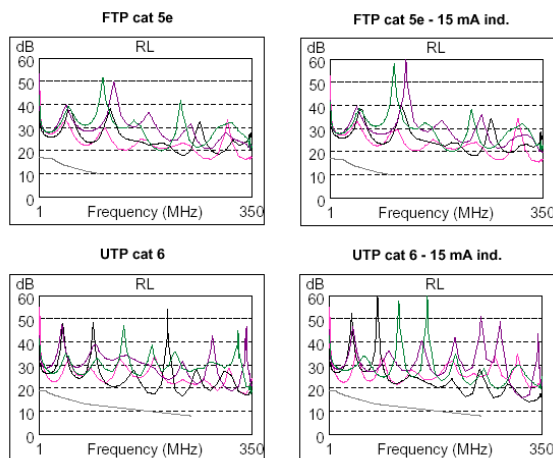 FTP cat 5e
dB
RL
60
50
40
30
20
10
0
1
Frequency (MHz)
350
FTP cat 5e - 15 mA ind.
dB
RL
60
50
40
30
20
10
0
1
Frequency (MHz)
350
UTP cat 6
dB
RL
60
50
40
30
20
10
0
1
Frequency (MHz)
350
UTP cat 6 - 15 mA ind.
dB
RL
60
50
40
30
20
10
0
1
Frequency (MHz)
350